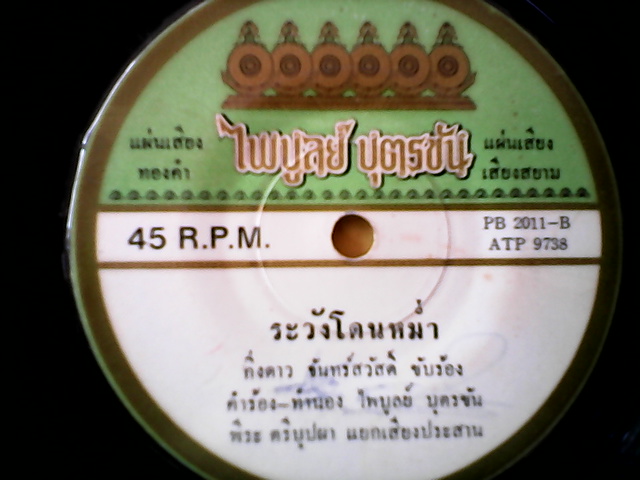 ไพบูลย์ บุตรขัน
แผ่นเสียง
ทองคำ
แผ่นเสียง
เสียงสยาม
45 R.P.M.
PB 2011-B
ATP 9738
ระวังโดนหม่ำ
กิ่งดาว จันทร์สวัสดิ์ ขับร้อง
คำร้อง-ทำนอง ไพบูลย์ บุตรขัน
พีระ ตรีบุปผา แยกเสียงประสาน